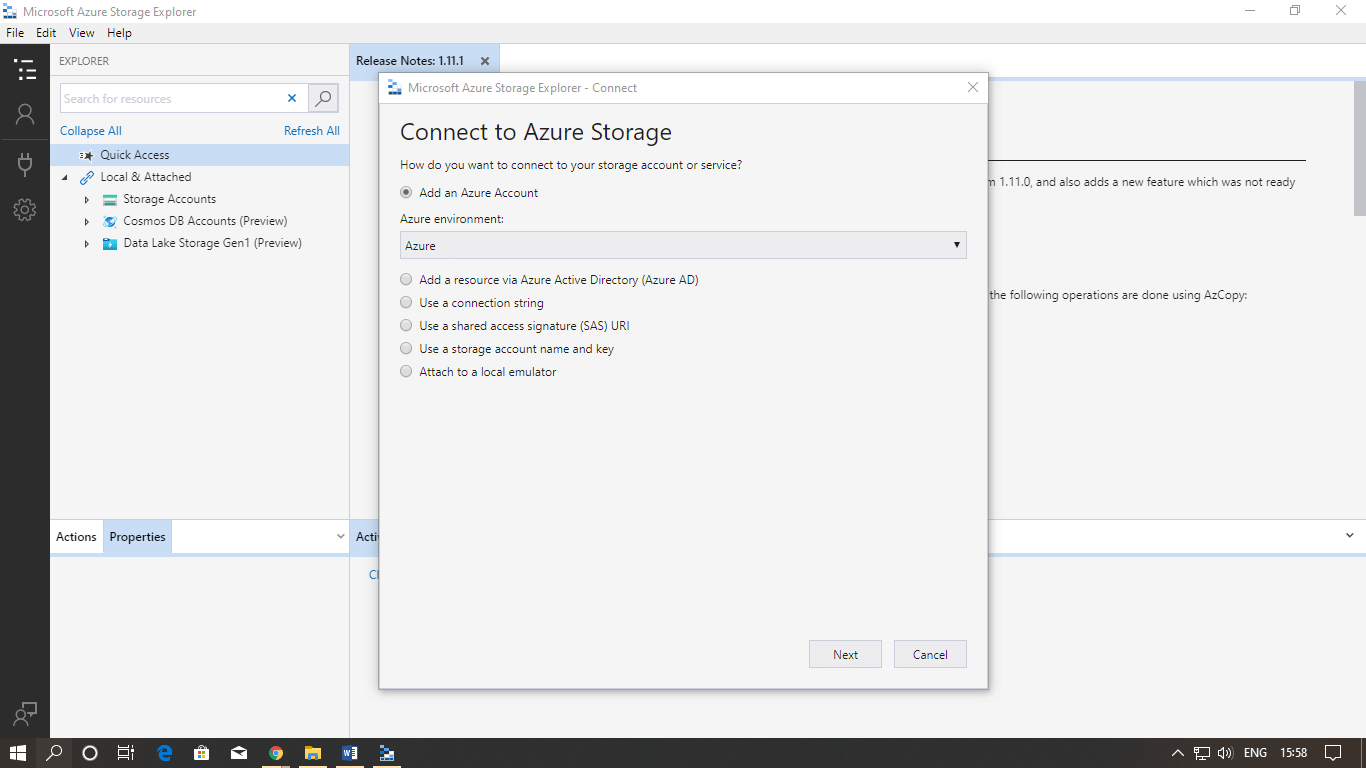 Microsoft Azure Storage Explorer
File Edit View Help
EXPLORER
Search for resources
Collapse All Refresh All
Quick Access
Local & Attached
Storage Accounts
Cosmos DB Accounts (Preview)
Data Lake Storage Gen1 (Preview)
Actions Properties
Release Notes: 1.11.1
Microsoft Azure Storage Explorer - Connect
Connect to Azure Storage
How do you want to connect to your storage account or service?
Add an Azure Account
Azure environment:
Azure
Add a resource via Azure Active Directory (Azure AD)
Use a connection string
Use a shared access signature (SAS) URI
Use a storage account name and key
Attach to a local emulator
Next Cancel
1.11.0, and also adds a new feature which was not ready
the following operations are done using AzCopy:
ENG 15:58